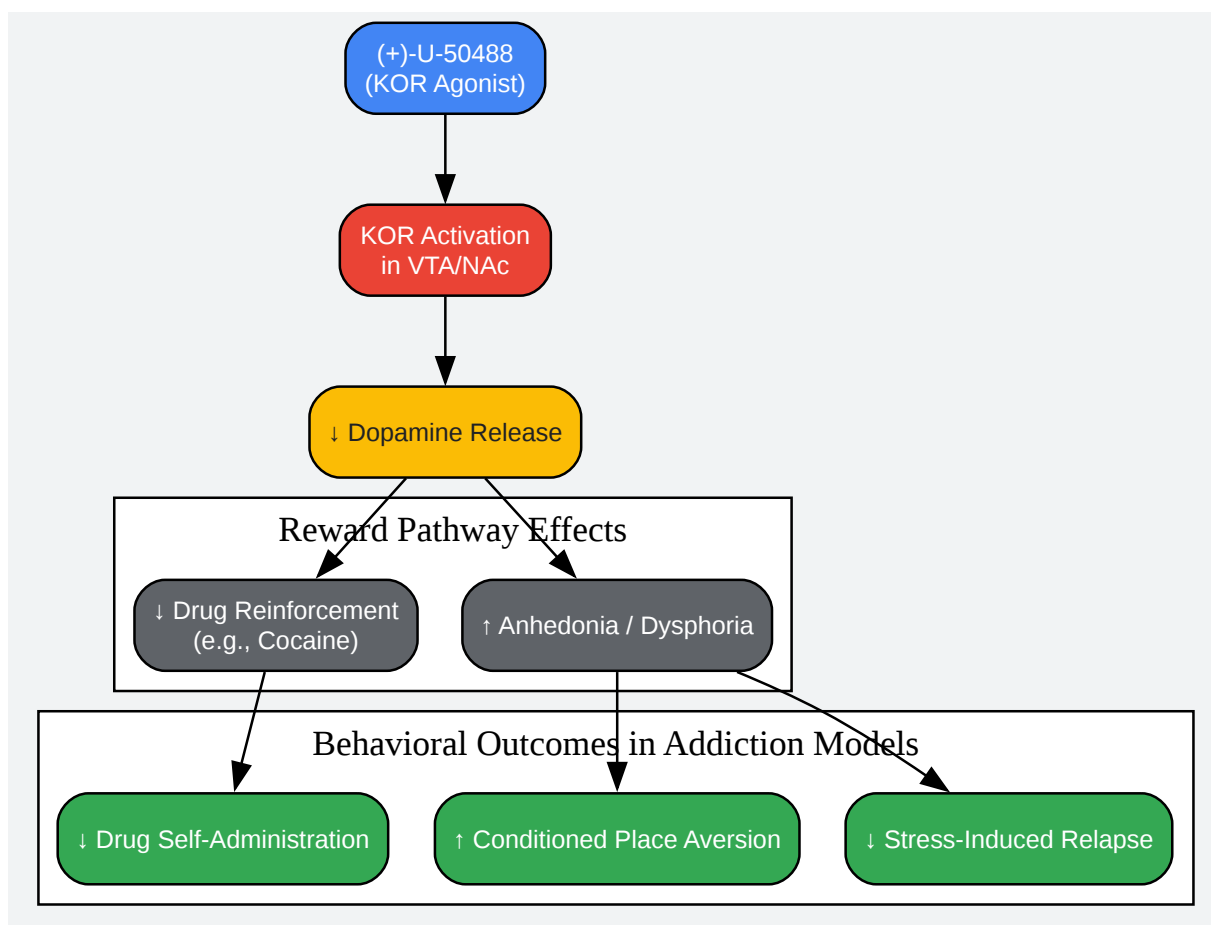 (+)-U-50488
(KOR Agonist)
KOR Activation
in VTA/NAc
↓ Dopamine Release
Reward Pathway Effects
↓ Drug Reinforcement
(e.g., Cocaine)
↑ Anhedonia / Dysphoria
Behavioral Outcomes in Addiction Models
↓ Drug Self-Administration
↑ Conditioned Place Aversion
↓ Stress-Induced Relapse